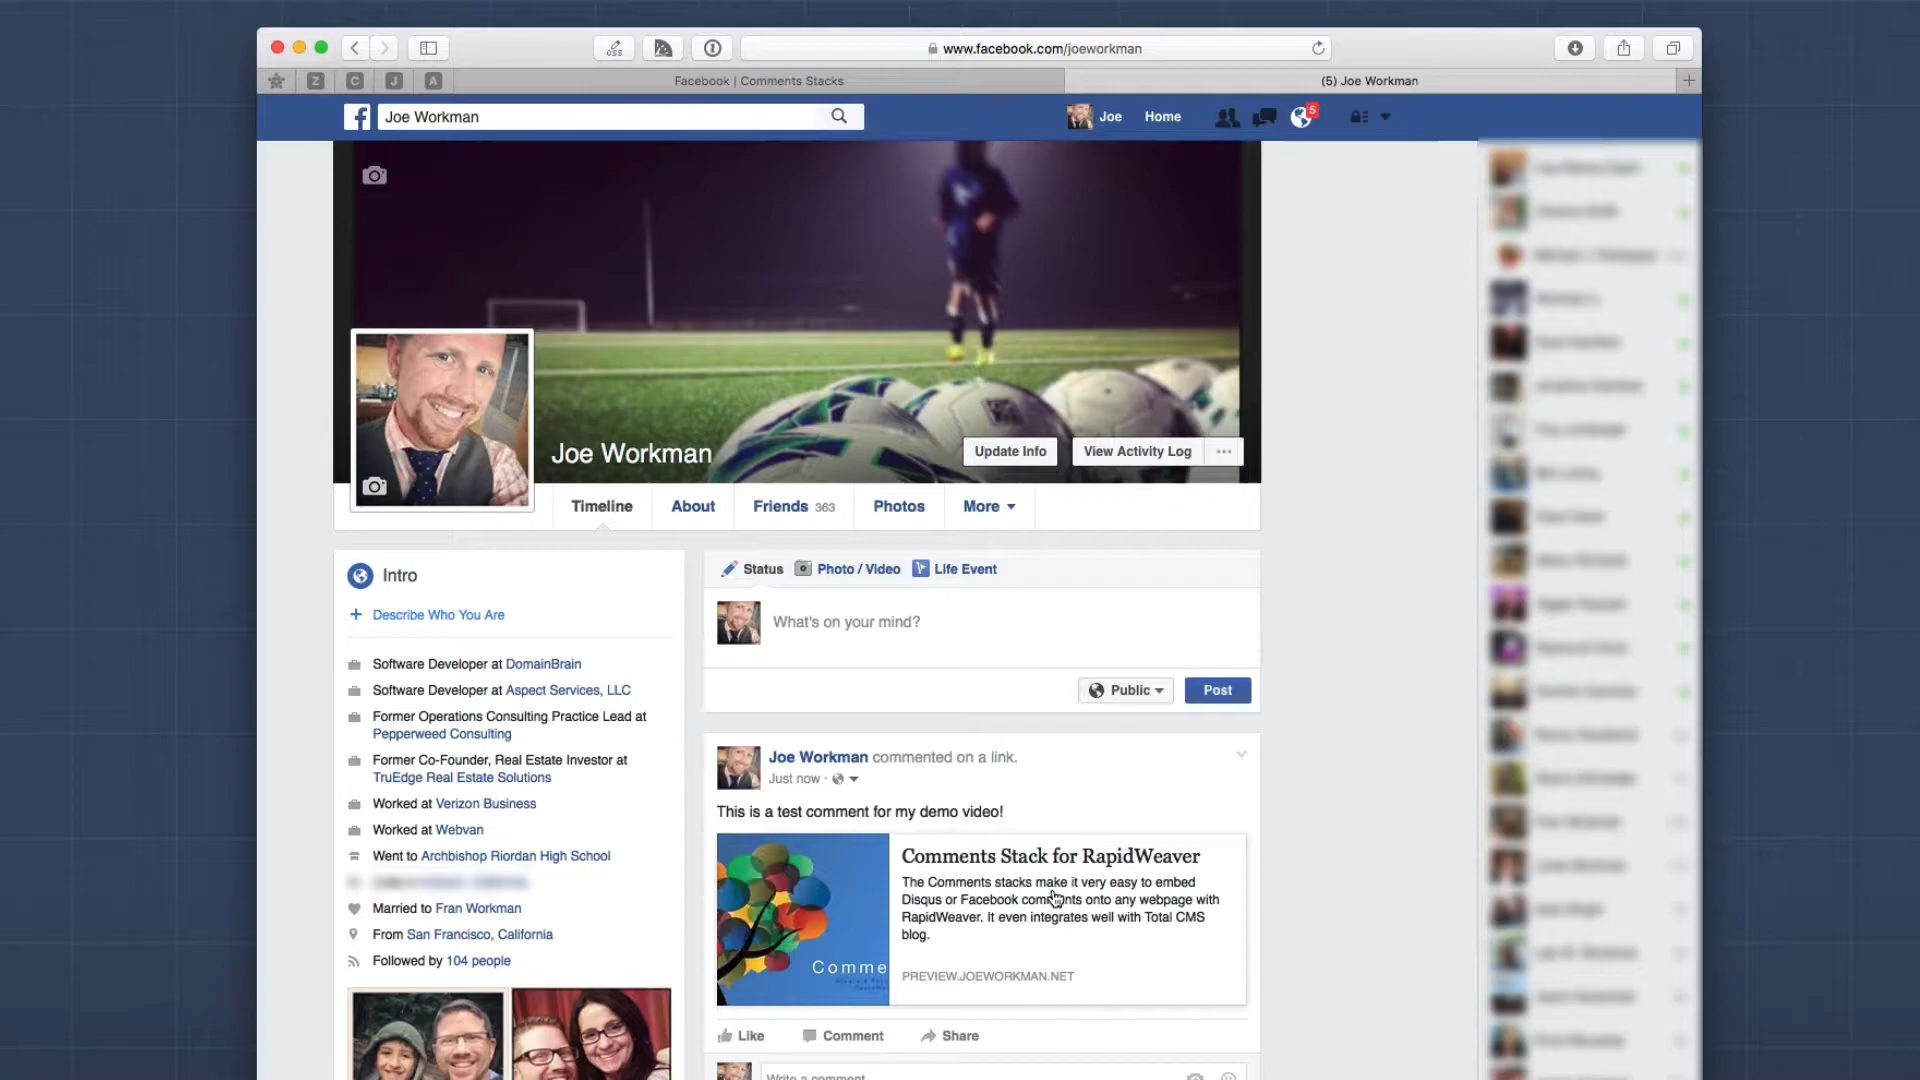 www.facebook.com/joeworkman
Z
C
J
A
Facebook | Comments Stacks
(5) Joe Workman
Joe Workman
Joe
Home
5
Joe Workman
Update Info
View Activity Log
Timeline
About
Friends 363
Photos
More
Intro
+ Describe Who You Are
Software Developer at DomainBrain
Software Developer at Aspect Services, LLC
Former Operations Consulting Practice Lead at
Pepperweed Consulting
Former Co-Founder, Real Estate Investor at
TruEdge Real Estate Solutions
Worked at Verizon Business
Worked at Webvan
Went to Archbishop Riordan High School
Married to Fran Workman
From San Francisco, California
Followed by 104 people
Status
Photo / Video
Life Event
What's on your mind?
Public
Post
Joe Workman commented on a link.
Just now ·
This is a test comment for my demo video!
Comme
Comments Stack for RapidWeaver
The Comments stacks make it very easy to embed
Disqus or Facebook comments onto any webpage with
RapidWeaver. It even integrates well with Total CMS
blog.
PREVIEW.JOEWORKMAN.NET
Like
Comment
Share
Write a comment